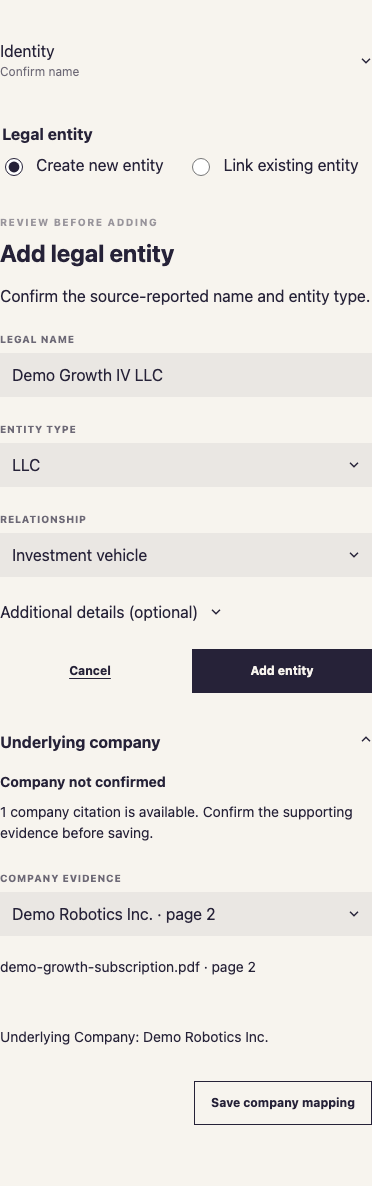 Identity
Confirm name
Legal entity
Create new entity
Link existing entity
REVIEW BEFORE ADDING
Add legal entity
Confirm the source-reported name and entity type.
LEGAL NAME
Demo Growth IV LLC
ENTITY TYPE
LLC
RELATIONSHIP
Investment vehicle
Additional details (optional)
Cancel
Add entity
Underlying company
Company not confirmed
1 company citation is available. Confirm the supporting
evidence before saving.
COMPANY EVIDENCE
Demo Robotics Inc. · page 2
demo-growth-subscription.pdf · page 2
Underlying Company: Demo Robotics Inc.
Save company mapping